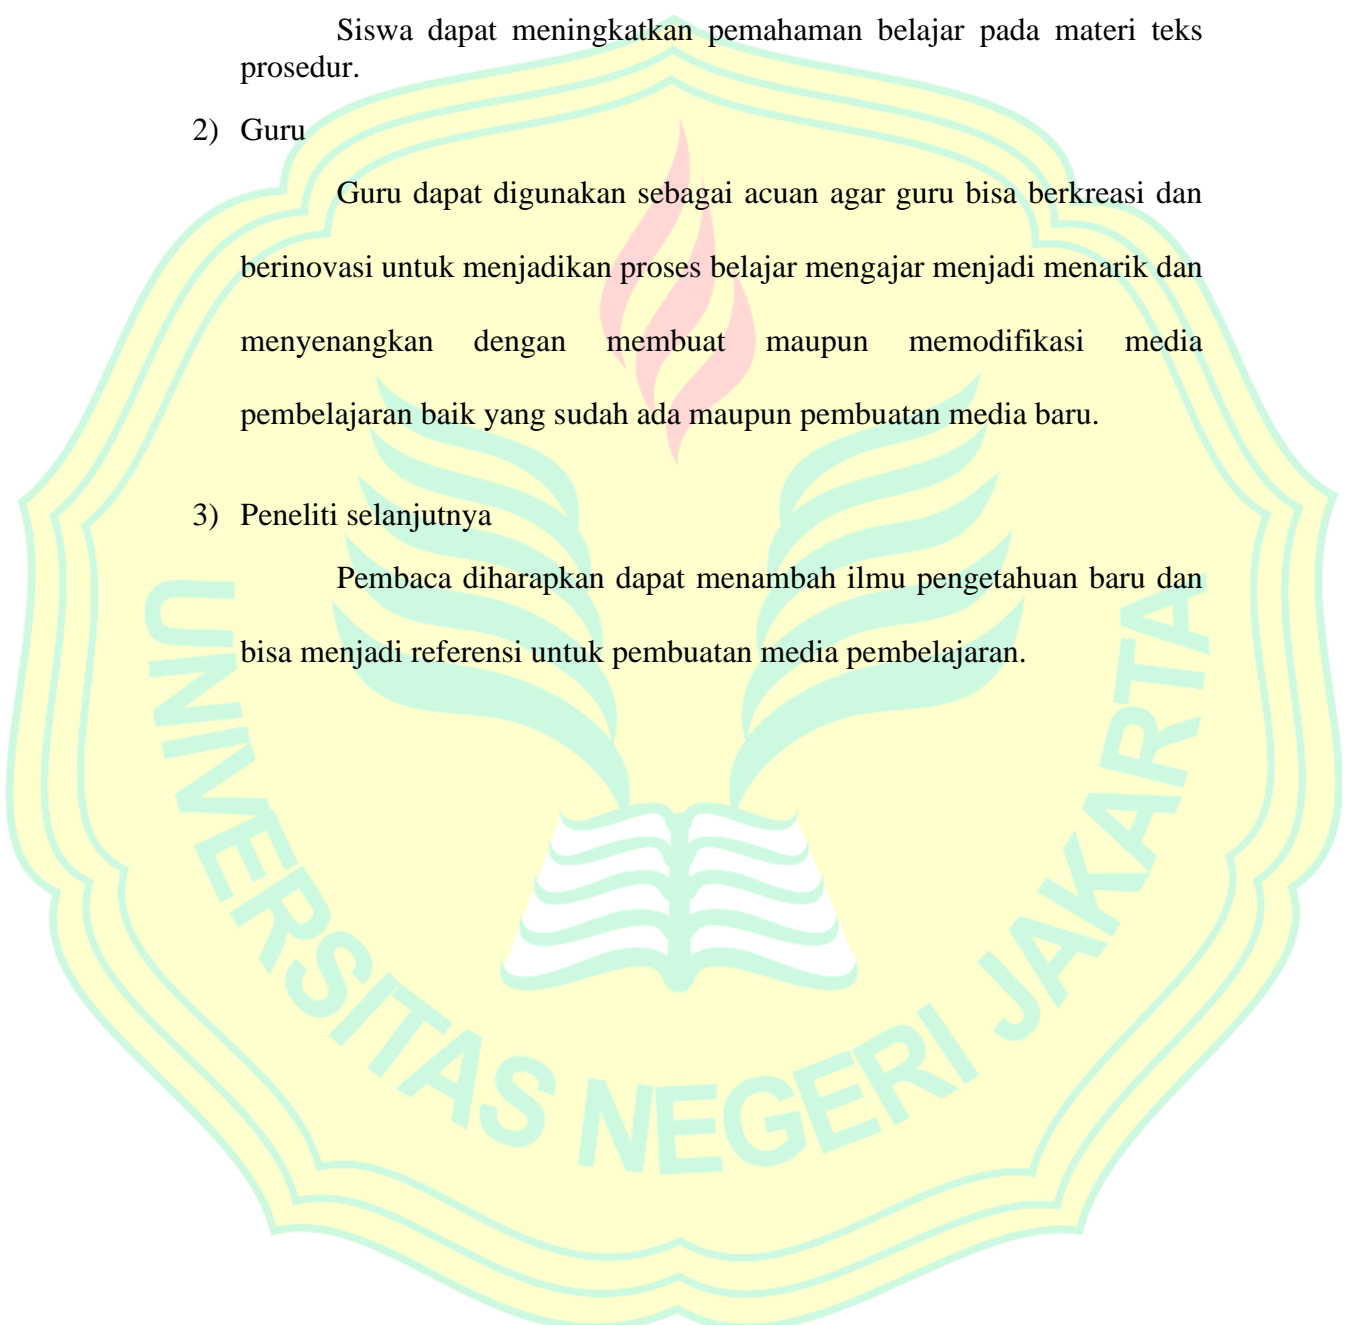 Siswa dapat meningkatkan pemahaman belajar pada materi teks
prosedur.
2) Guru
Guru dapat digunakan sebagai acuan agar guru bisa berkreasi dan
berinovasi untuk menjadikan proses belajar mengajar menjadi menarik dan
menyenangkan dengan membuat maupun memodifikasi media
pembelajaran baik yang sudah ada maupun pembuatan media baru.
3) Peneliti selanjutnya
Pembaca diharapkan dapat menambah ilmu pengetahuan baru dan
bisa menjadi referensi untuk pembuatan media pembelajaran.
UNIVERSITAS NEGERI JAKARTA